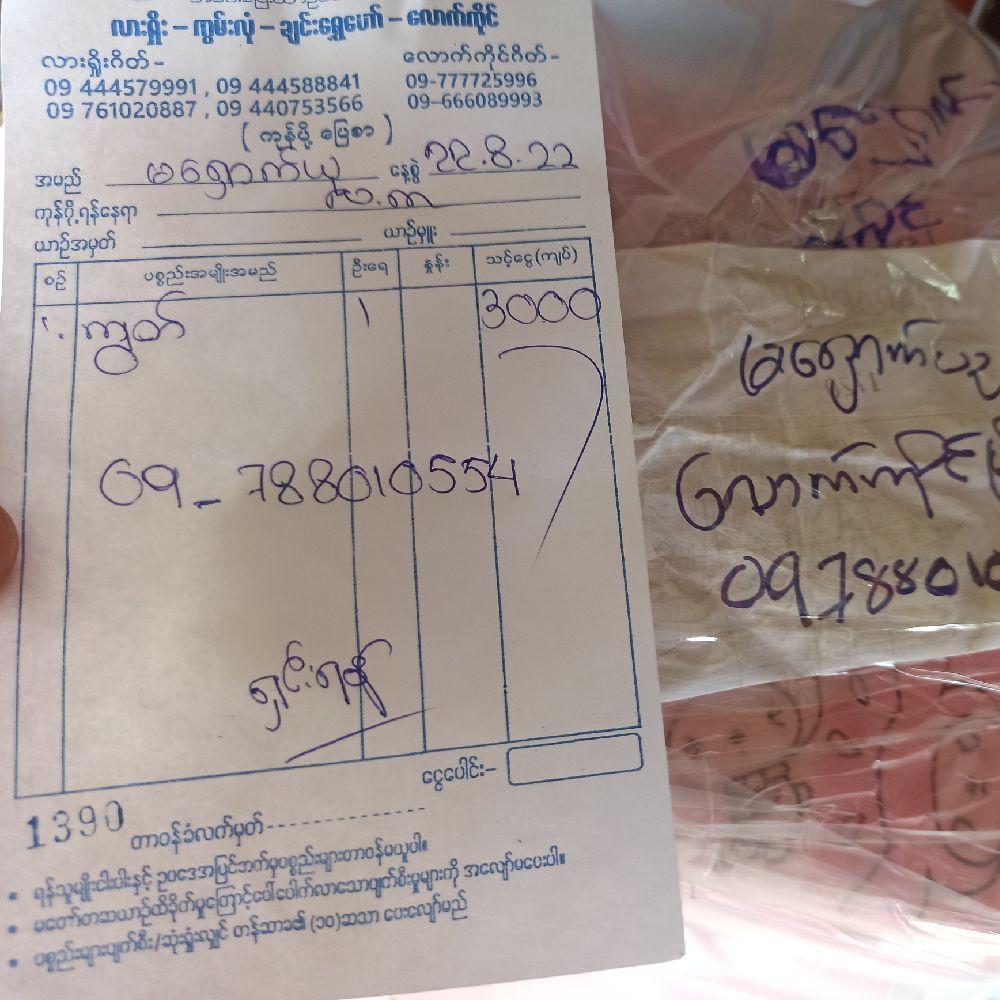 လားရှိုး – ကွမ်းလုံ – ချင်းရွှေဟော် – လောက်ကိုင်
လားရှိုးဂိတ် –
09 444579991 , 09 444588841
09 761020887 , 09 440753566
လောက်ကိုင်ဂိတ် –
09-777725996
09-666089993
( ကုန်ပို့ ပြေစာ )
အမည် မရှောက်ယူ နေ့စွဲ 22.8.22
ကုန်ပို့ရန်နေရာ လ.က
ယာဉ်အမှတ် ယာဉ်မှူး
စဉ် ပစ္စည်းအမျိုးအမည် ဦးရေ နှုန်း သင့်ငွေ(ကျပ်)
၁. ကျွတ် ၁ 3000
09-788010554
ရှင်းရန်
ငွေပေါင်း–
1390
တာဝန်ခံလက်မှတ်
• ရန်သူမျိုးငါးပါးနှင့် ဥပဒေအပြင်ဘက်မှပစ္စည်းများတာဝန်မယူပါ။
• မတော်တဆယာဉ်ထိခိုက်မှုကြောင့်ပေါ်ပေါက်လာသောပျက်စီးမှုများကို အလျော်မပေးပါ။
• ပစ္စည်းများပျက်စီး/ဆုံးရှုံးလျှင် တန်ဆာခ၏ (၁၀)ဆသာ ပေးလျော်မည်
လောက်ကိုင်
0978801